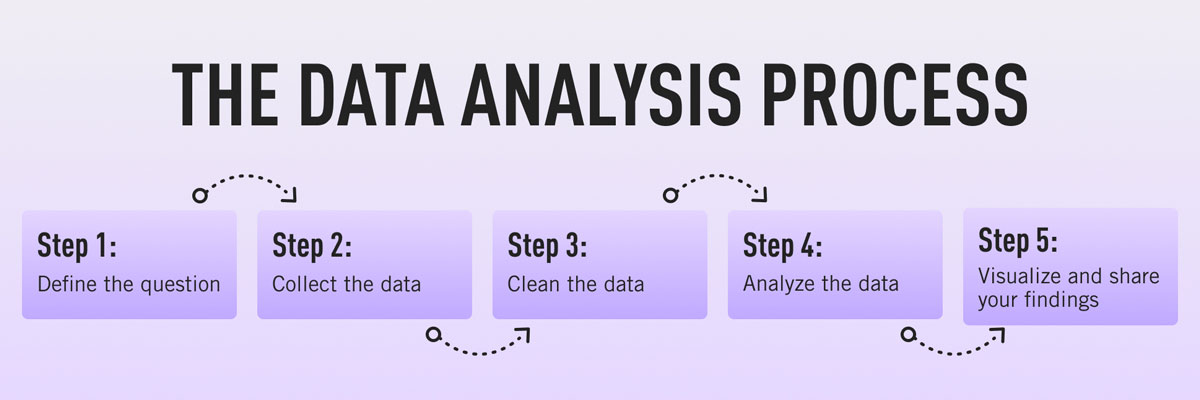 THE DATA ANALYSIS PROCESS
Step 1:
Define the question
Step 2:
Collect the data
Step 3:
Clean the data
Step 4:
Analyze the data
Step 5:
Visualize and share
your findings